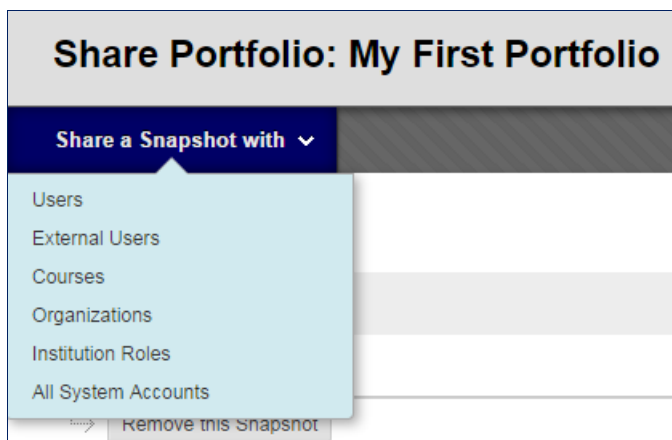 Share Portfolio: My First Portfolio
Share a Snapshot with
Users
External Users
Courses
Organizations
Institution Roles
All System Accounts
Remove this Snapshot